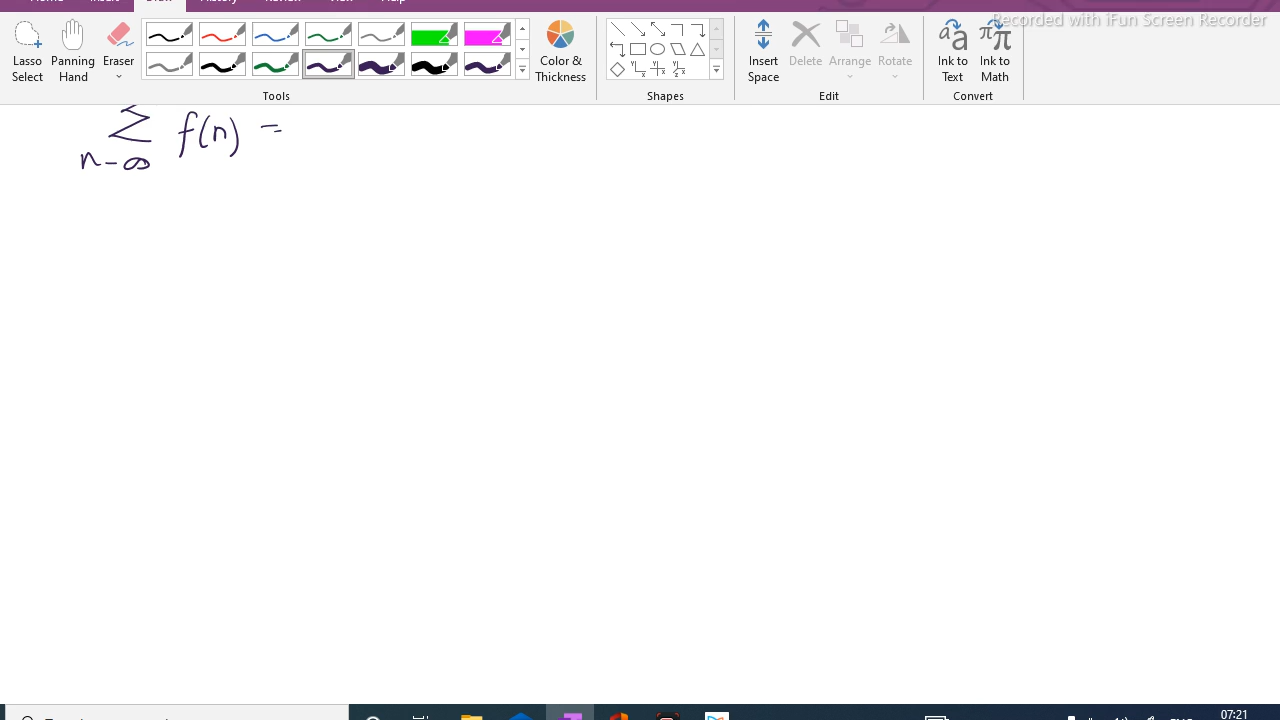 Recorded with iFun Screen Recorder
Lasso Select
Panning Hand
Eraser
Color & Thickness
Insert Space
Delete
Arrange
Rotate
Ink to Text
Ink to Math
Tools
Shapes
Edit
Convert
∑ f(n) =
n-∞
07:21